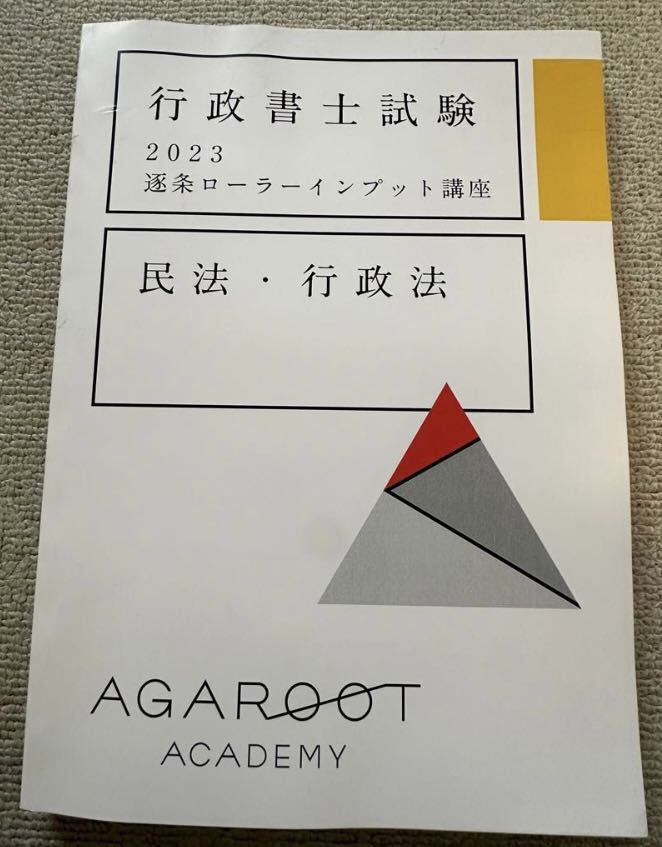 行政書士試験
2023
逐条ローラーインプット講座
民法・行政法
AGAROOT
ACADEMY